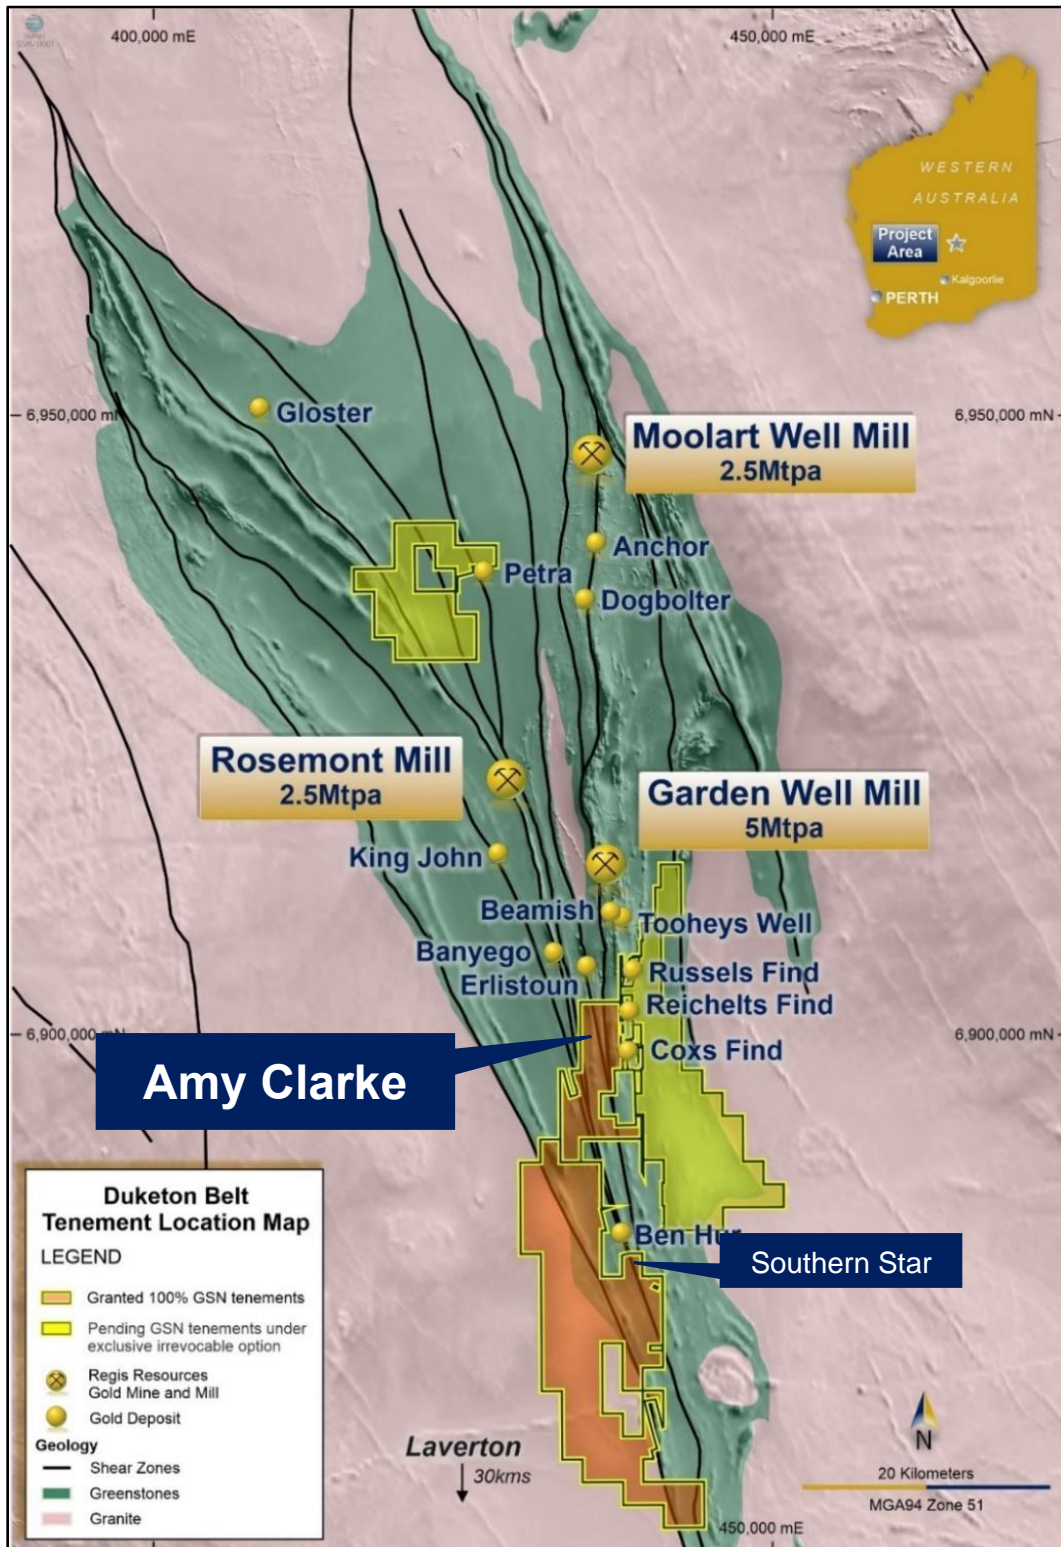 400,000 mE
450,000 mE
WESTERN
AUSTRALIA
Project
Area
Kalgoorlie
PERTH
6,950,000 mN
6,950,000 mN
Gloster
Moolart Well Mill
2.5Mtpa
Anchor
Petra
Dogbolter
Rosemont Mill
2.5Mtpa
Garden Well Mill
5Mtpa
King John
Beamish
Tooheys Well
Banyego
Erlistoun
Russels Find
Reichelts Find
6,900,000 mN
6,900,000 mN
Coxs Find
Amy Clarke
Duketon Belt
Tenement Location Map
LEGEND
Granted 100% GSN tenements
Pending GSN tenements under
exclusive irrevocable option
Regis Resources
Gold Mine and Mill
Gold Deposit
Geology
Shear Zones
Greenstones
Granite
Ben Hur
Southern Star
Laverton
30kms
N
20 Kilometers
MGA94 Zone 51
450,000 mE